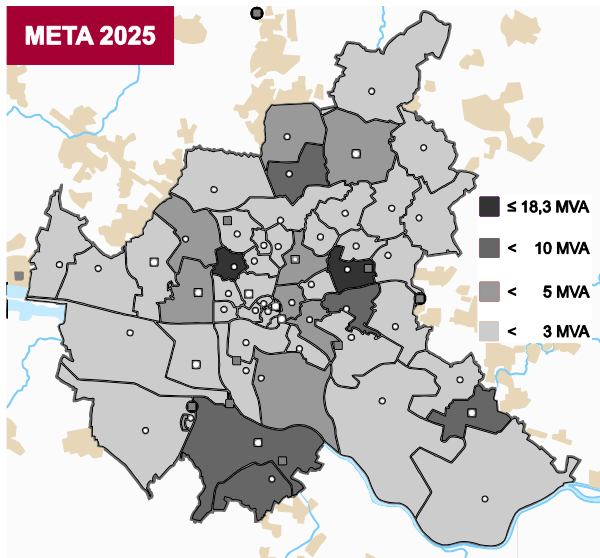 META 2025
≤ 18,3 MVA
< 10 MVA
< 5 MVA
< 3 MVA